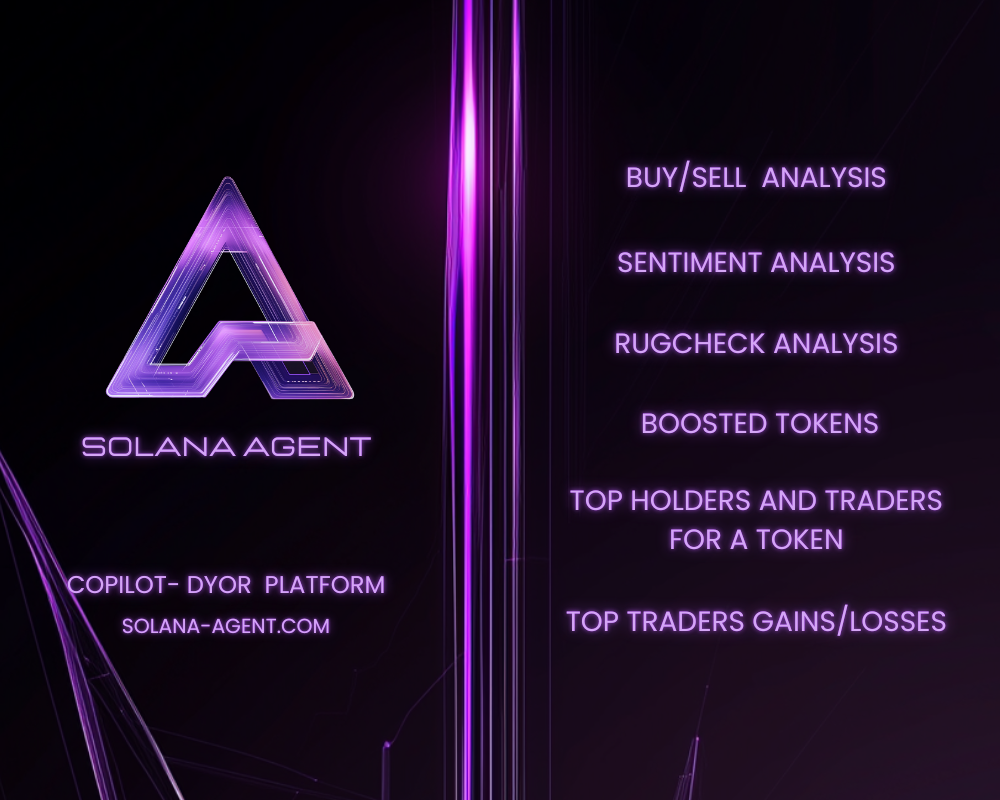 SOLANA AGENT
COPILOT- DYOR PLATFORM
SOLANA-AGENT.COM
BUY/SELL ANALYSIS
SENTIMENT ANALYSIS
RUGCHECK ANALYSIS
BOOSTED TOKENS
TOP HOLDERS AND TRADERS
FOR A TOKEN
TOP TRADERS GAINS/LOSSES